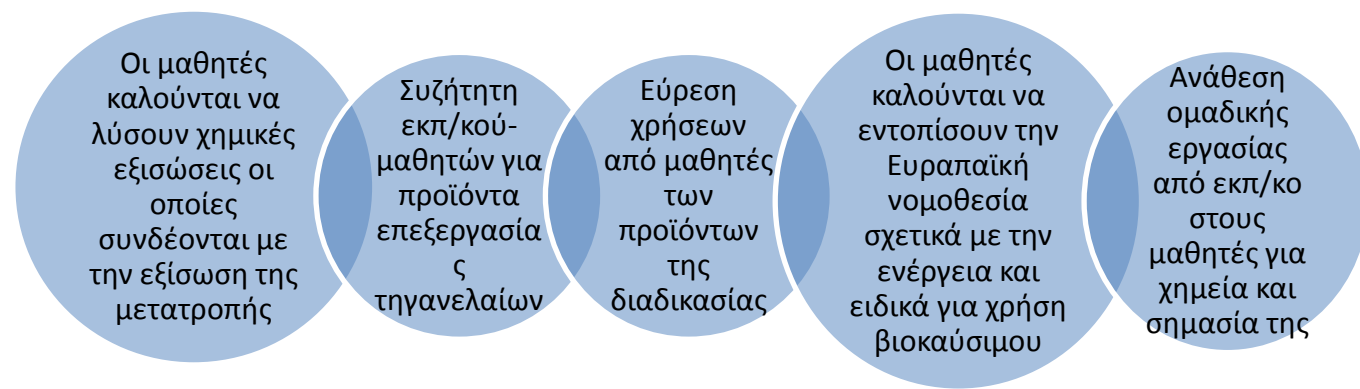 Οι μαθητές
καλούνται να
λύσουν χημικές
εξισώσεις οι
οποίες
συνδέονται με
την εξίσωση της
μετατροπής
Συζήτητη
εκπ/κού-
μαθητών για
προϊόντα
επεξεργασία
ς
τηγανελαίων
Εύρεση
χρήσεων
από μαθητές
των
προϊόντων
της
διαδικασίας
Οι μαθητές
καλούνται να
εντοπίσουν την
Ευραπαϊκή
νομοθεσία
σχετικά με την
ενέργεια και
ειδικά για χρήση
βιοκαύσιμου
Ανάθεση
ομαδικής
εργασίας
από εκπ/κο
στους
μαθητές για
χημεία και
σημασία της